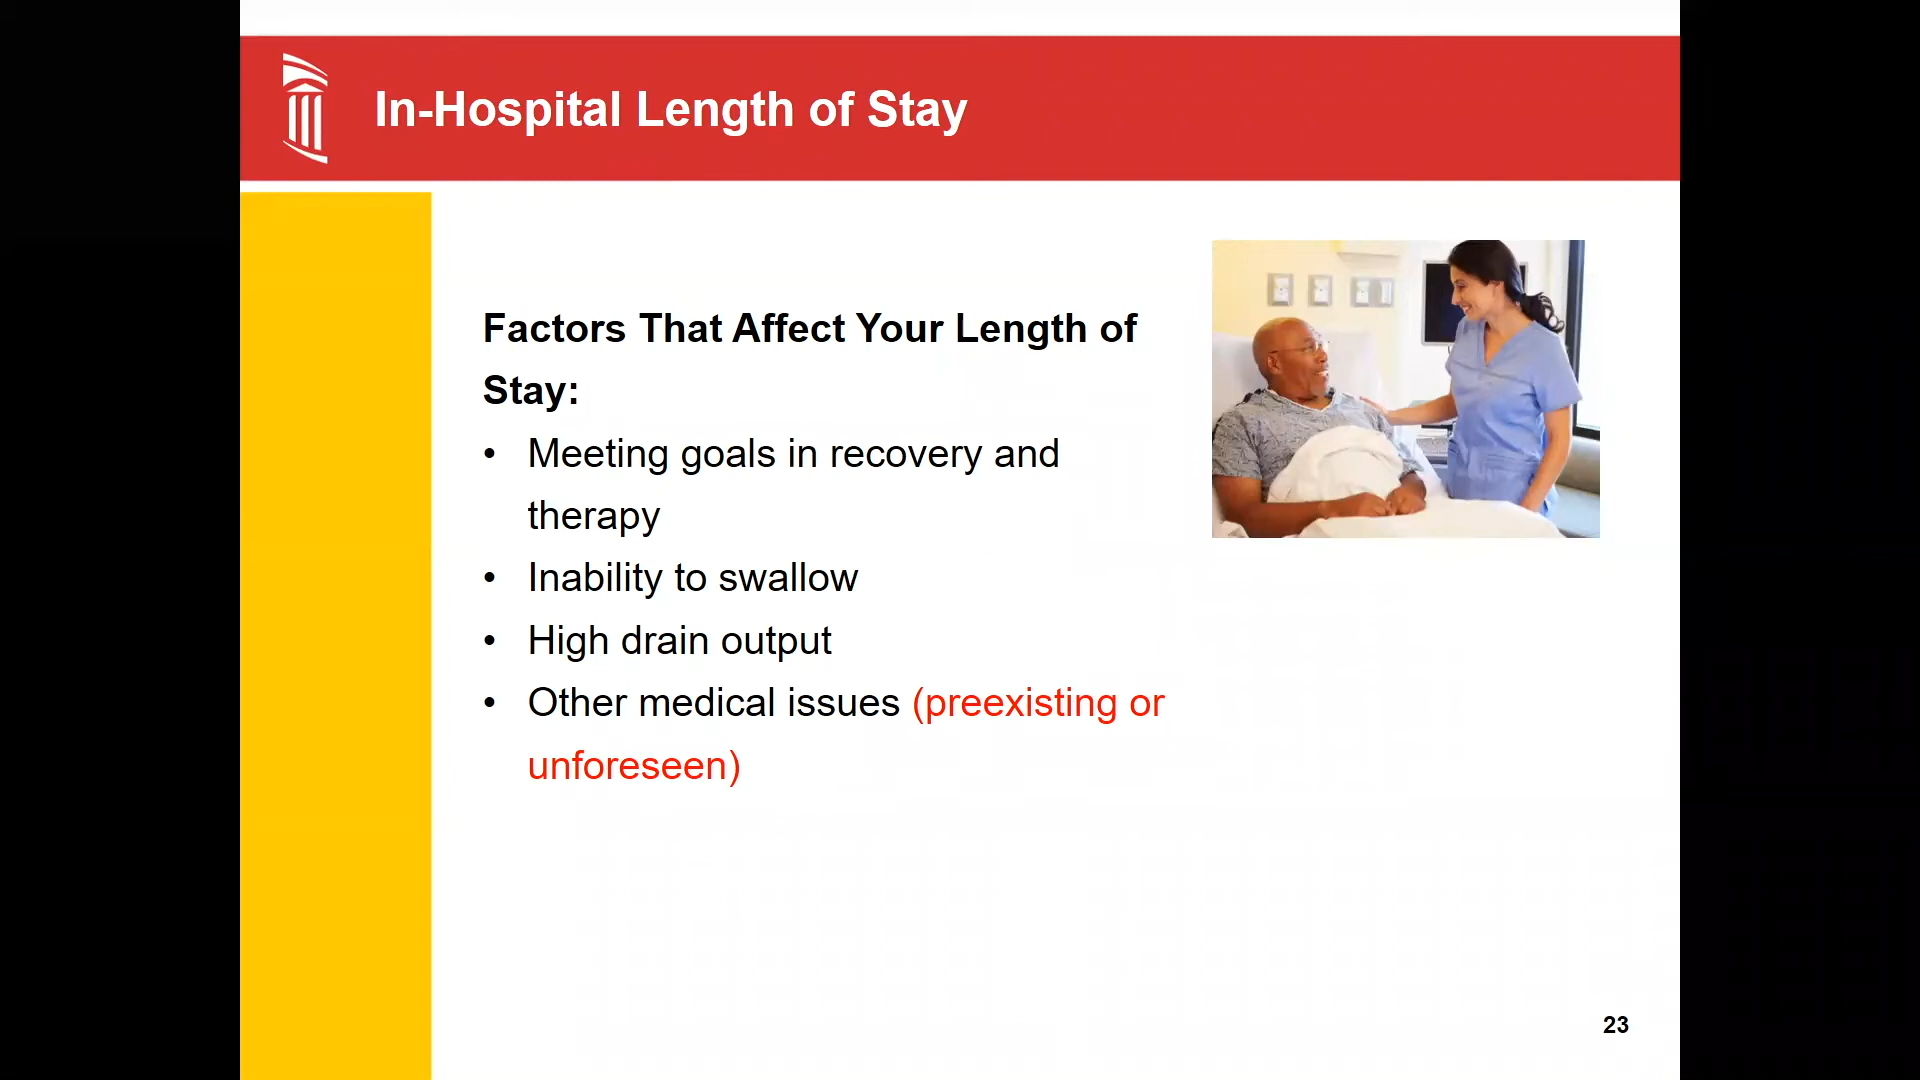 In-Hospital Length of Stay
Factors That Affect Your Length of
Stay:
• Meeting goals in recovery and
therapy
• Inability to swallow
• High drain output
• Other medical issues (preexisting or
unforeseen)
23